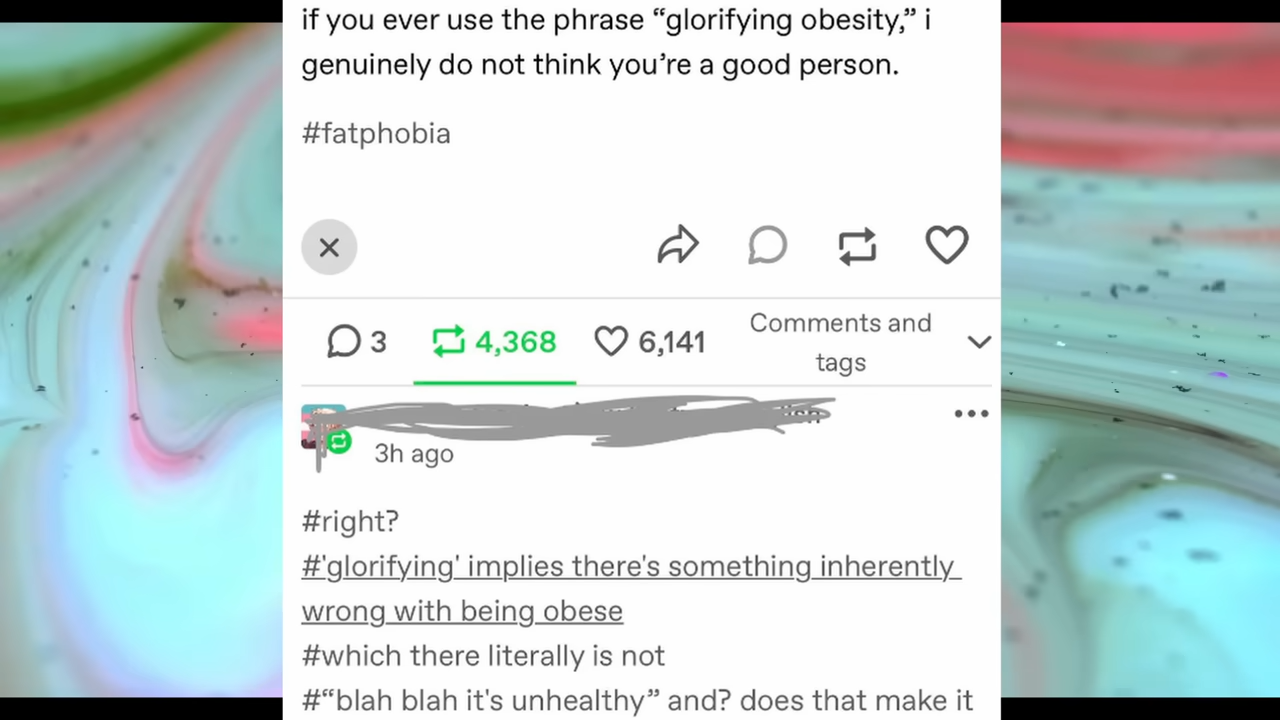 if you ever use the phrase “glorifying obesity,” i
genuinely do not think you’re a good person.
#fatphobia
3
4,368
6,141
Comments and
tags
3h ago
#right?
#'glorifying' implies there's something inherently
wrong with being obese
#which there literally is not
#“blah blah it's unhealthy” and? does that make it